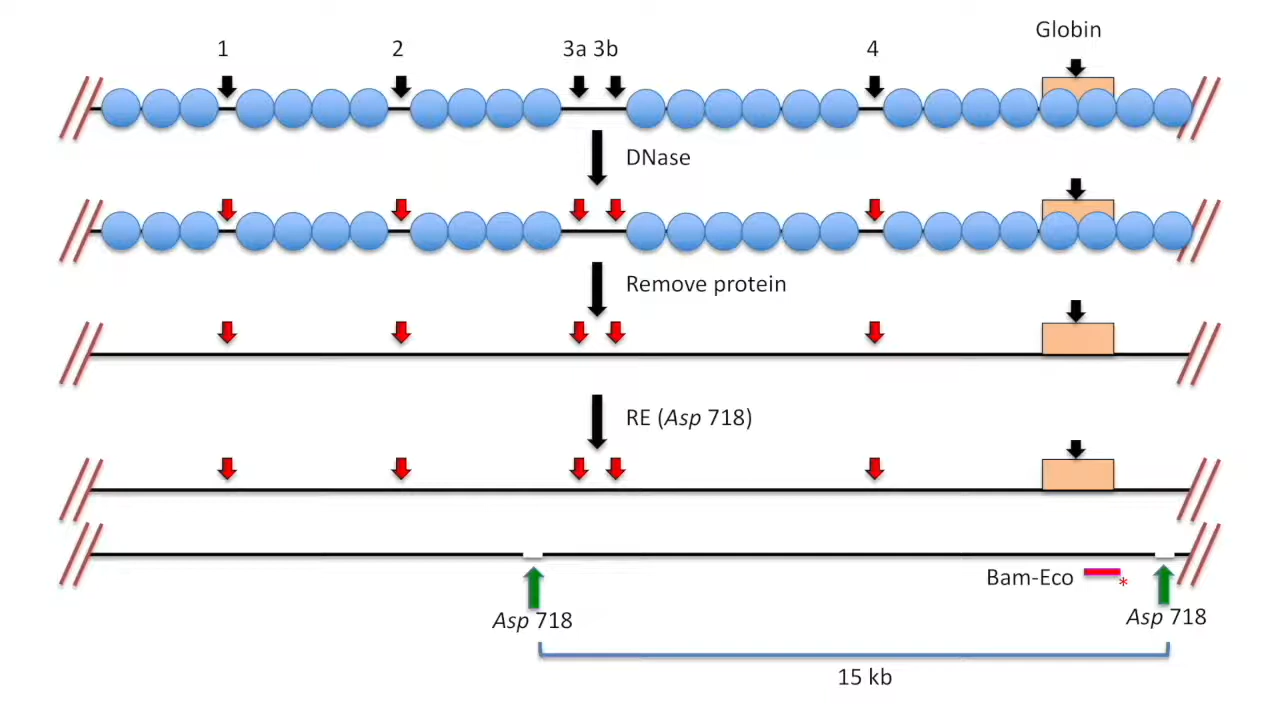 Globin
1 2 3a 3b 4
DNase
Remove protein
RE (Asp 718)
Bam-Eco *
Asp 718 Asp 718
15 kb